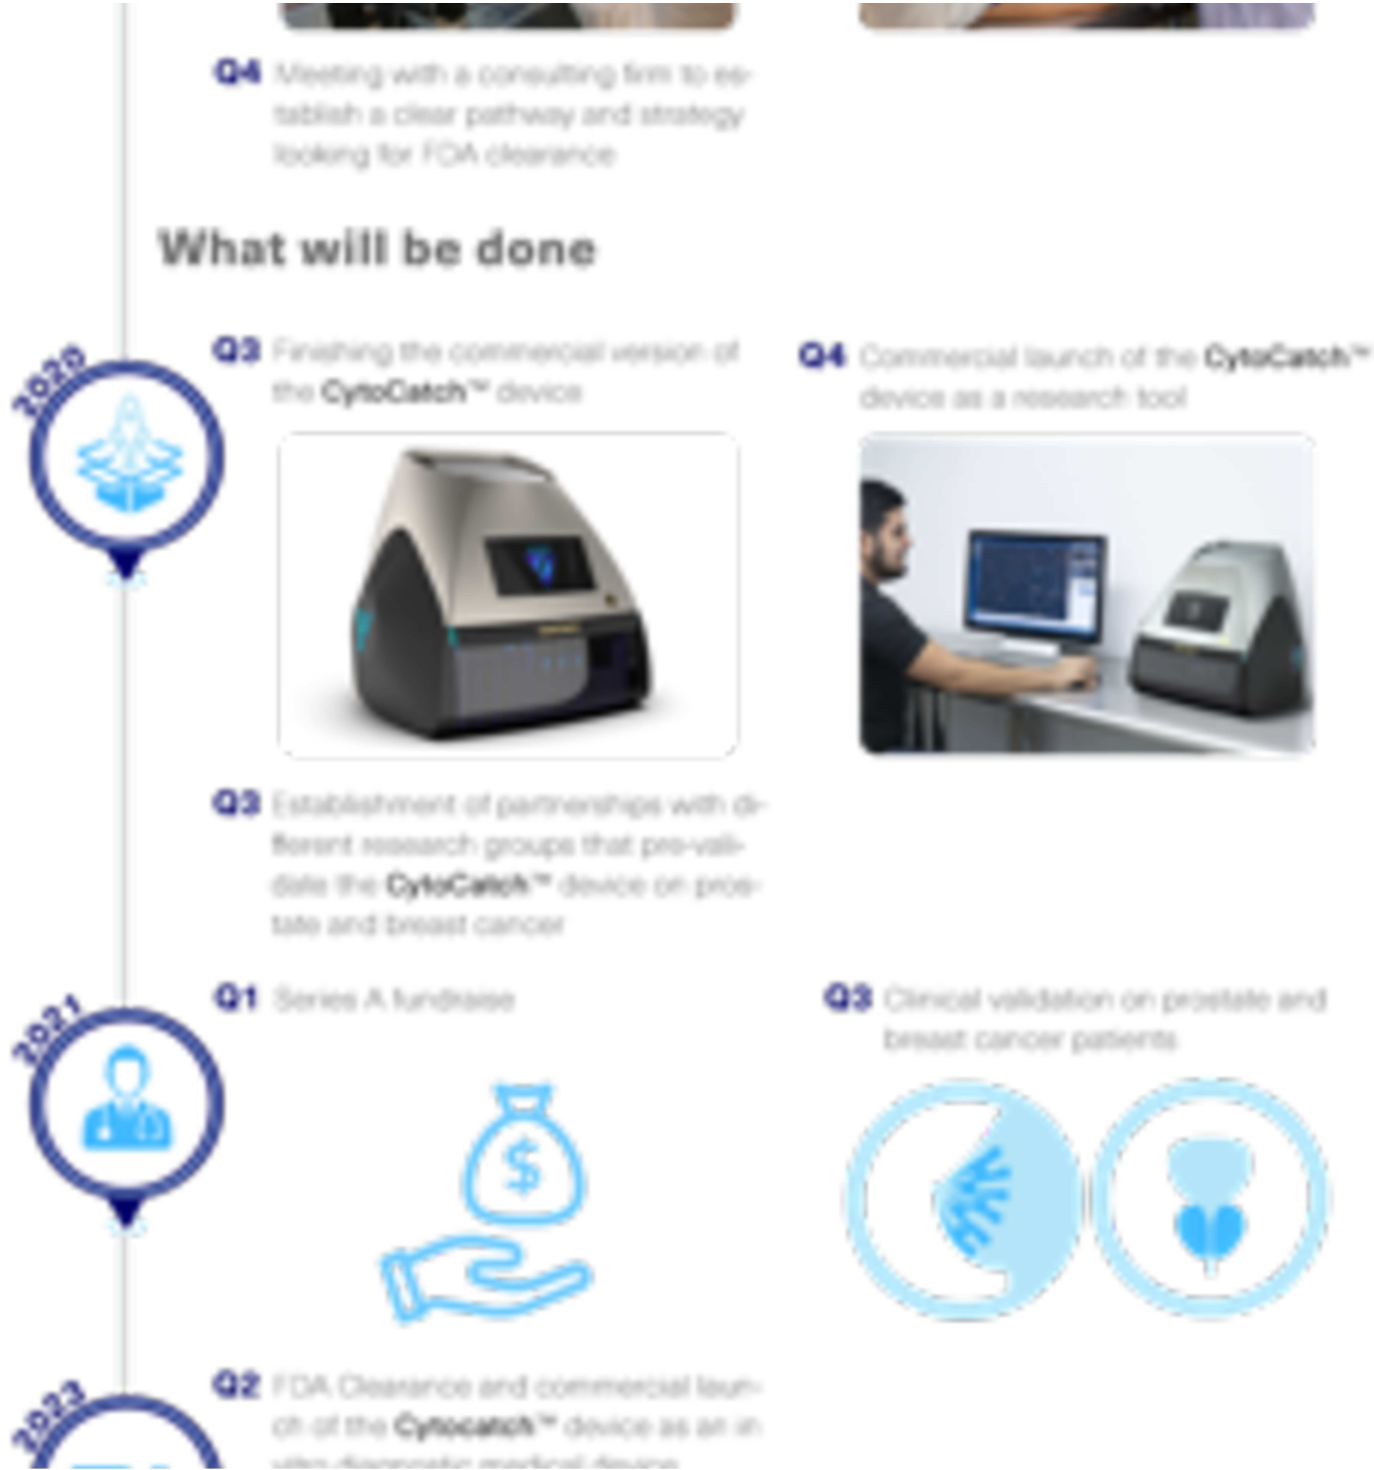 Q4 Meeting with a consulting firm to es-
tablish a clear pathway and strategy
looking for FDA clearance
What will be done
2020
Q3 Finishing the commercial version of
the CytoCatch™ device
Q4 Commercial launch of the CytoCatch™
device as a research tool
Q3 Establishment of partnerships with di-
fferent research groups that pre-vali-
date the CytoCatch™ device on pros-
tate and breast cancer
2021
Q1 Series A fundraise
Q3 Clinical validation on prostate and
breast cancer patients
$
2023
Q2 FDA Clearance and commercial laun-
ch of the Cytocatch™ device as an in
vitro diagnostic medical device